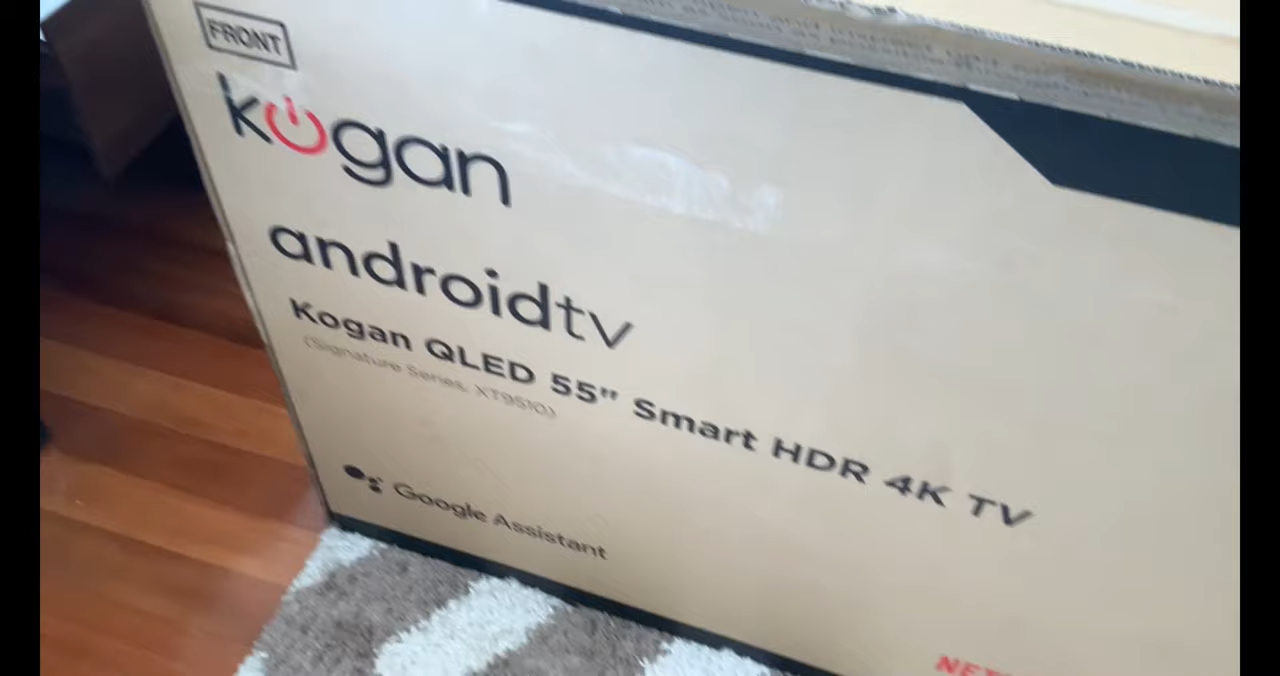 FRONT
kogan
androidtv
Kogan QLED 55" Smart HDR 4K TV
(Signature Series, XT9510)
Google Assistant